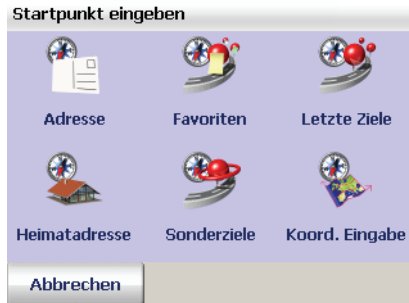 Startpunkt eingeben
Adresse Favoriten Letzte Ziele
Heimatadresse Sonderziele Koord. Eingabe
Abbrechen